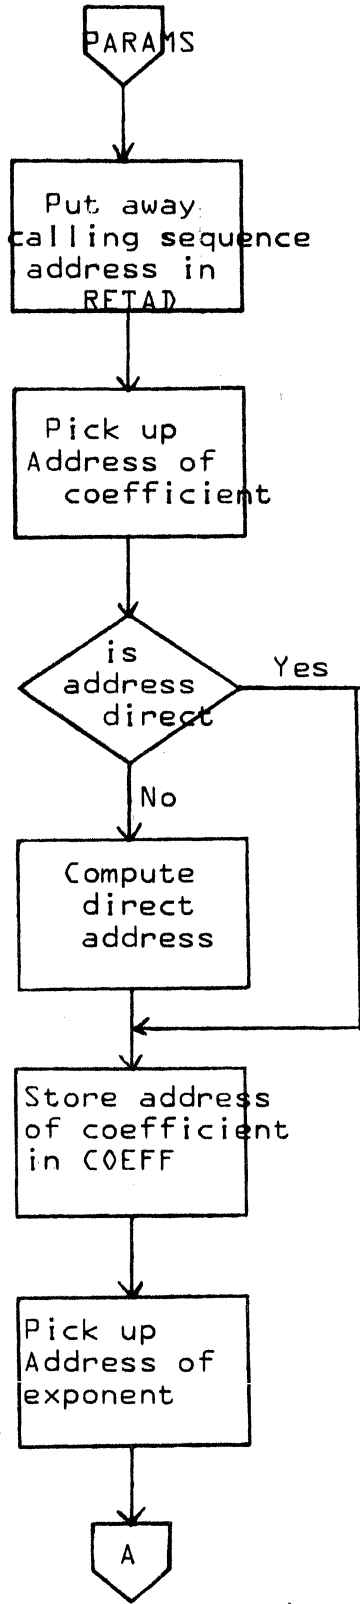 PARAMS
Put away
calling sequence
address in
RETAD
Pick up
Address of
coefficient
is
address
direct
Yes
No
Compute
direct
address
Store address
of coefficient
in COEFF
Pick up
Address of
exponent
A